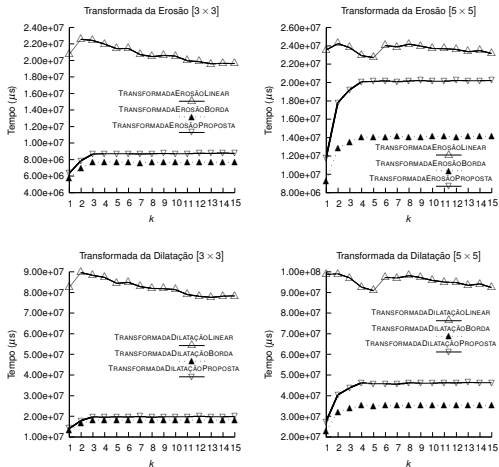 Transformada da Erosão [3 × 3]
Tempo (µs)
2.40e+07
2.20e+07
2.00e+07
1.80e+07
1.60e+07
1.40e+07
1.20e+07
1.00e+07
8.00e+06
6.00e+06
4.00e+06
TRANSFORMADAEROSÃOLINEAR
TRANSFORMADAEROSÃOBORDA
TRANSFORMADAEROSÃOPROPOSTA
1 2 3 4 5 6 7 8 9 10 11 12 13 14 15
k
Transformada da Erosão [5 × 5]
Tempo (µs)
2.60e+07
2.40e+07
2.20e+07
2.00e+07
1.80e+07
1.60e+07
1.40e+07
1.20e+07
1.00e+07
8.00e+06
TRANSFORMADAEROSÃOLINEAR
TRANSFORMADAEROSÃOBORDA
TRANSFORMADAEROSÃOPROPOSTA
1 2 3 4 5 6 7 8 9 10 11 12 13 14 15
k
Transformada da Dilatação [3 × 3]
Tempo (µs)
9.00e+07
8.00e+07
7.00e+07
6.00e+07
5.00e+07
4.00e+07
3.00e+07
2.00e+07
1.00e+07
TRANSFORMADADILATAÇÃOLINEAR
TRANSFORMADADILATAÇÃOBORDA
TRANSFORMADADILATAÇÃOPROPOSTA
1 2 3 4 5 6 7 8 9 10 11 12 13 14 15
k
Transformada da Dilatação [5 × 5]
Tempo (µs)
1.00e+08
9.00e+07
8.00e+07
7.00e+07
6.00e+07
5.00e+07
4.00e+07
3.00e+07
2.00e+07
TRANSFORMADADILATAÇÃOLINEAR
TRANSFORMADADILATAÇÃOBORDA
TRANSFORMADADILATAÇÃOPROPOSTA
1 2 3 4 5 6 7 8 9 10 11 12 13 14 15
k